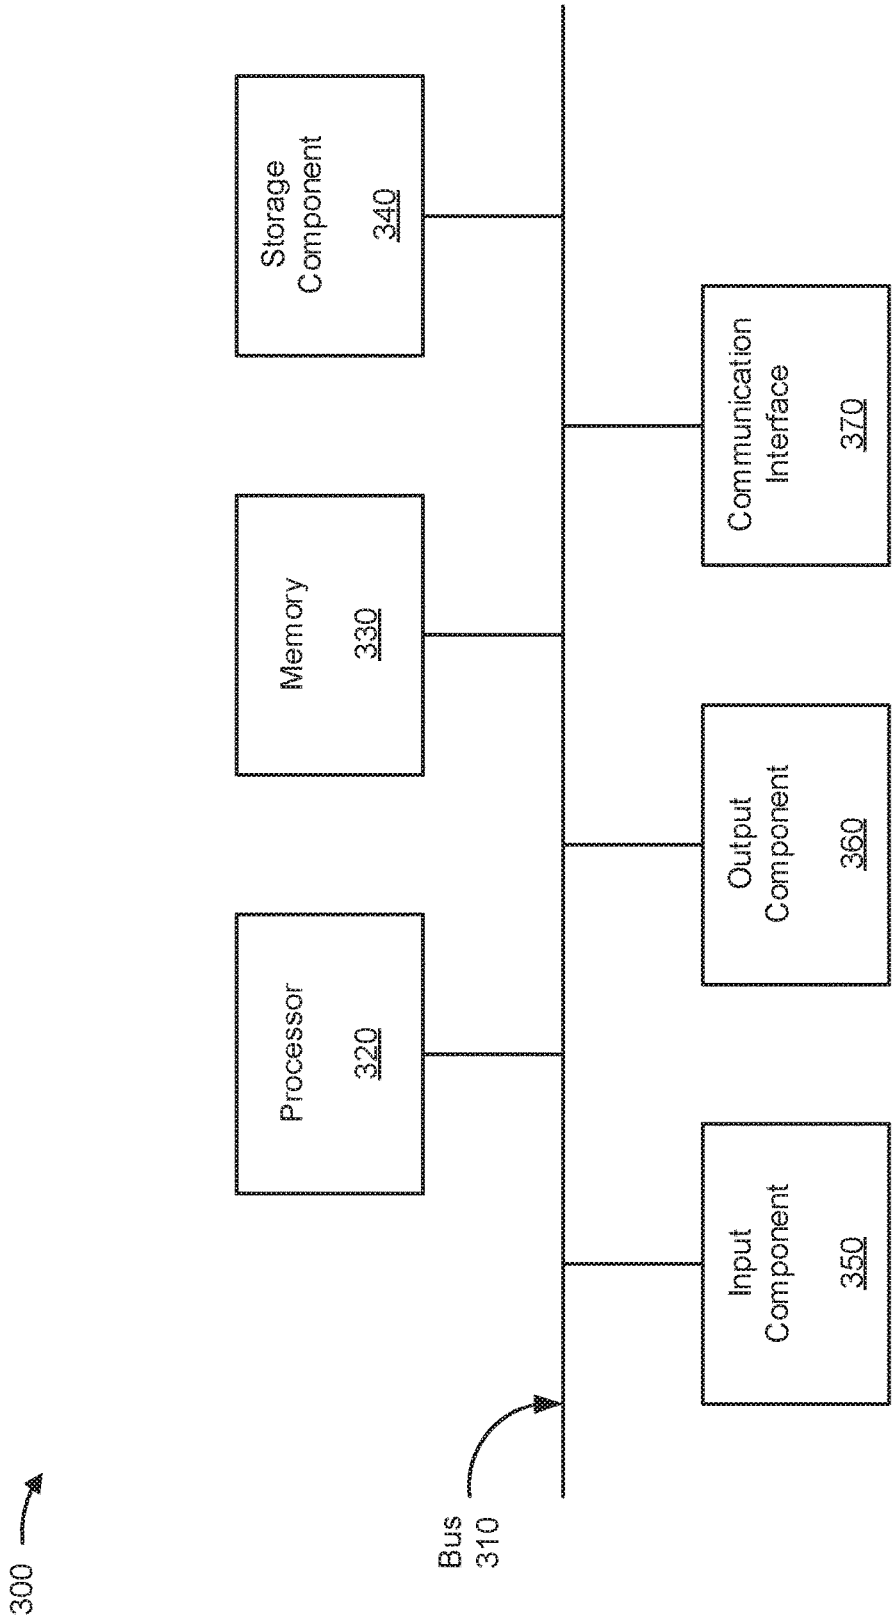 300
Processor
320
Memory
330
Storage
Component
340
Bus
310
Input
Component
350
Output
Component
360
Communication
Interface
370